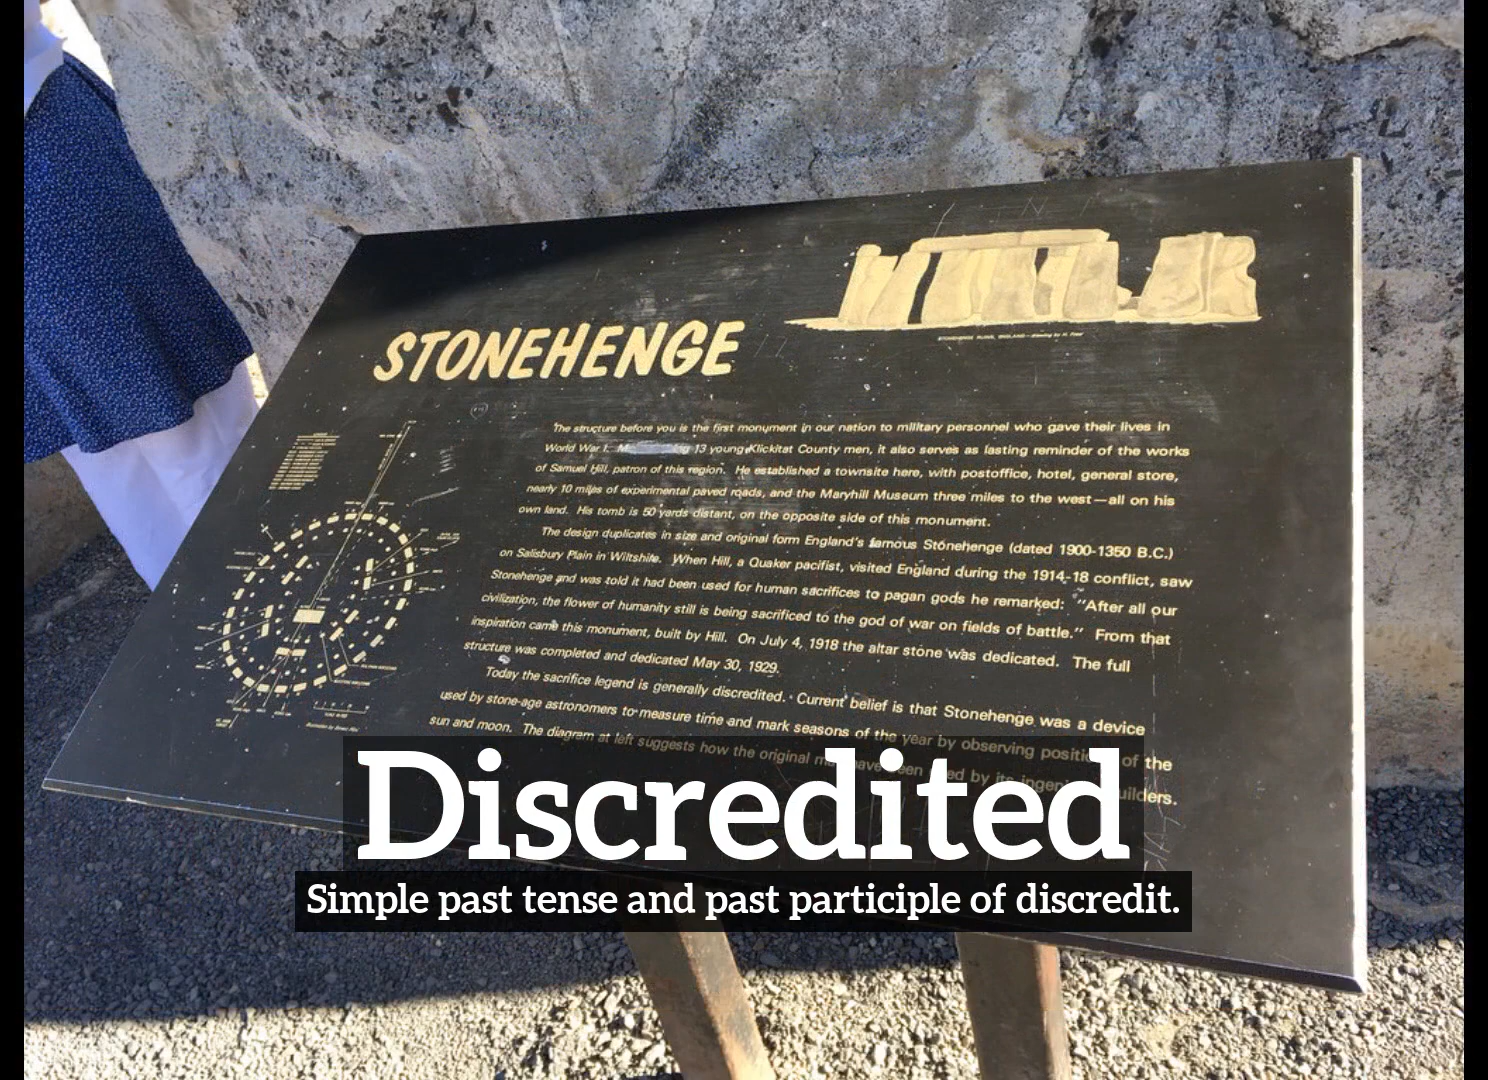 STONEHENGE
The structure before you is the first monument in our nation to military personnel who gave their lives in
World War I. 13 young Klickitat County men, it also serves as lasting reminder of the works
of Samuel Hill, patron of this region. He established a townsite here, with postoffice, hotel, general store,
nearly 10 miles of experimental paved roads, and the Maryhill Museum three miles to the west—all on his
own land. His tomb is 50 yards distant, on the opposite side of this monument.
The design duplicates in size and original form England's famous Stonehenge (dated 1900-1350 B.C.)
on Salisbury Plain in Wiltshire. When Hill, a Quaker pacifist, visited England during the 1914-18 conflict, saw
Stonehenge and was told it had been used for human sacrifices to pagan gods he remarked: "After all our
civilization, the flower of humanity still is being sacrificed to the god of war on fields of battle." From that
inspiration came this monument, built by Hill. On July 4, 1918 the altar stone was dedicated. The full
structure was completed and dedicated May 30, 1929.
Today the sacrifice legend is generally discredited. Current belief is that Stonehenge was a device
used by stone-age astronomers to measure time and mark seasons of the year by observing positions of the
sun and moon. The diagram at left suggests how the original may have been used by its ingenious builders.
Discredited
Simple past tense and past participle of discredit.